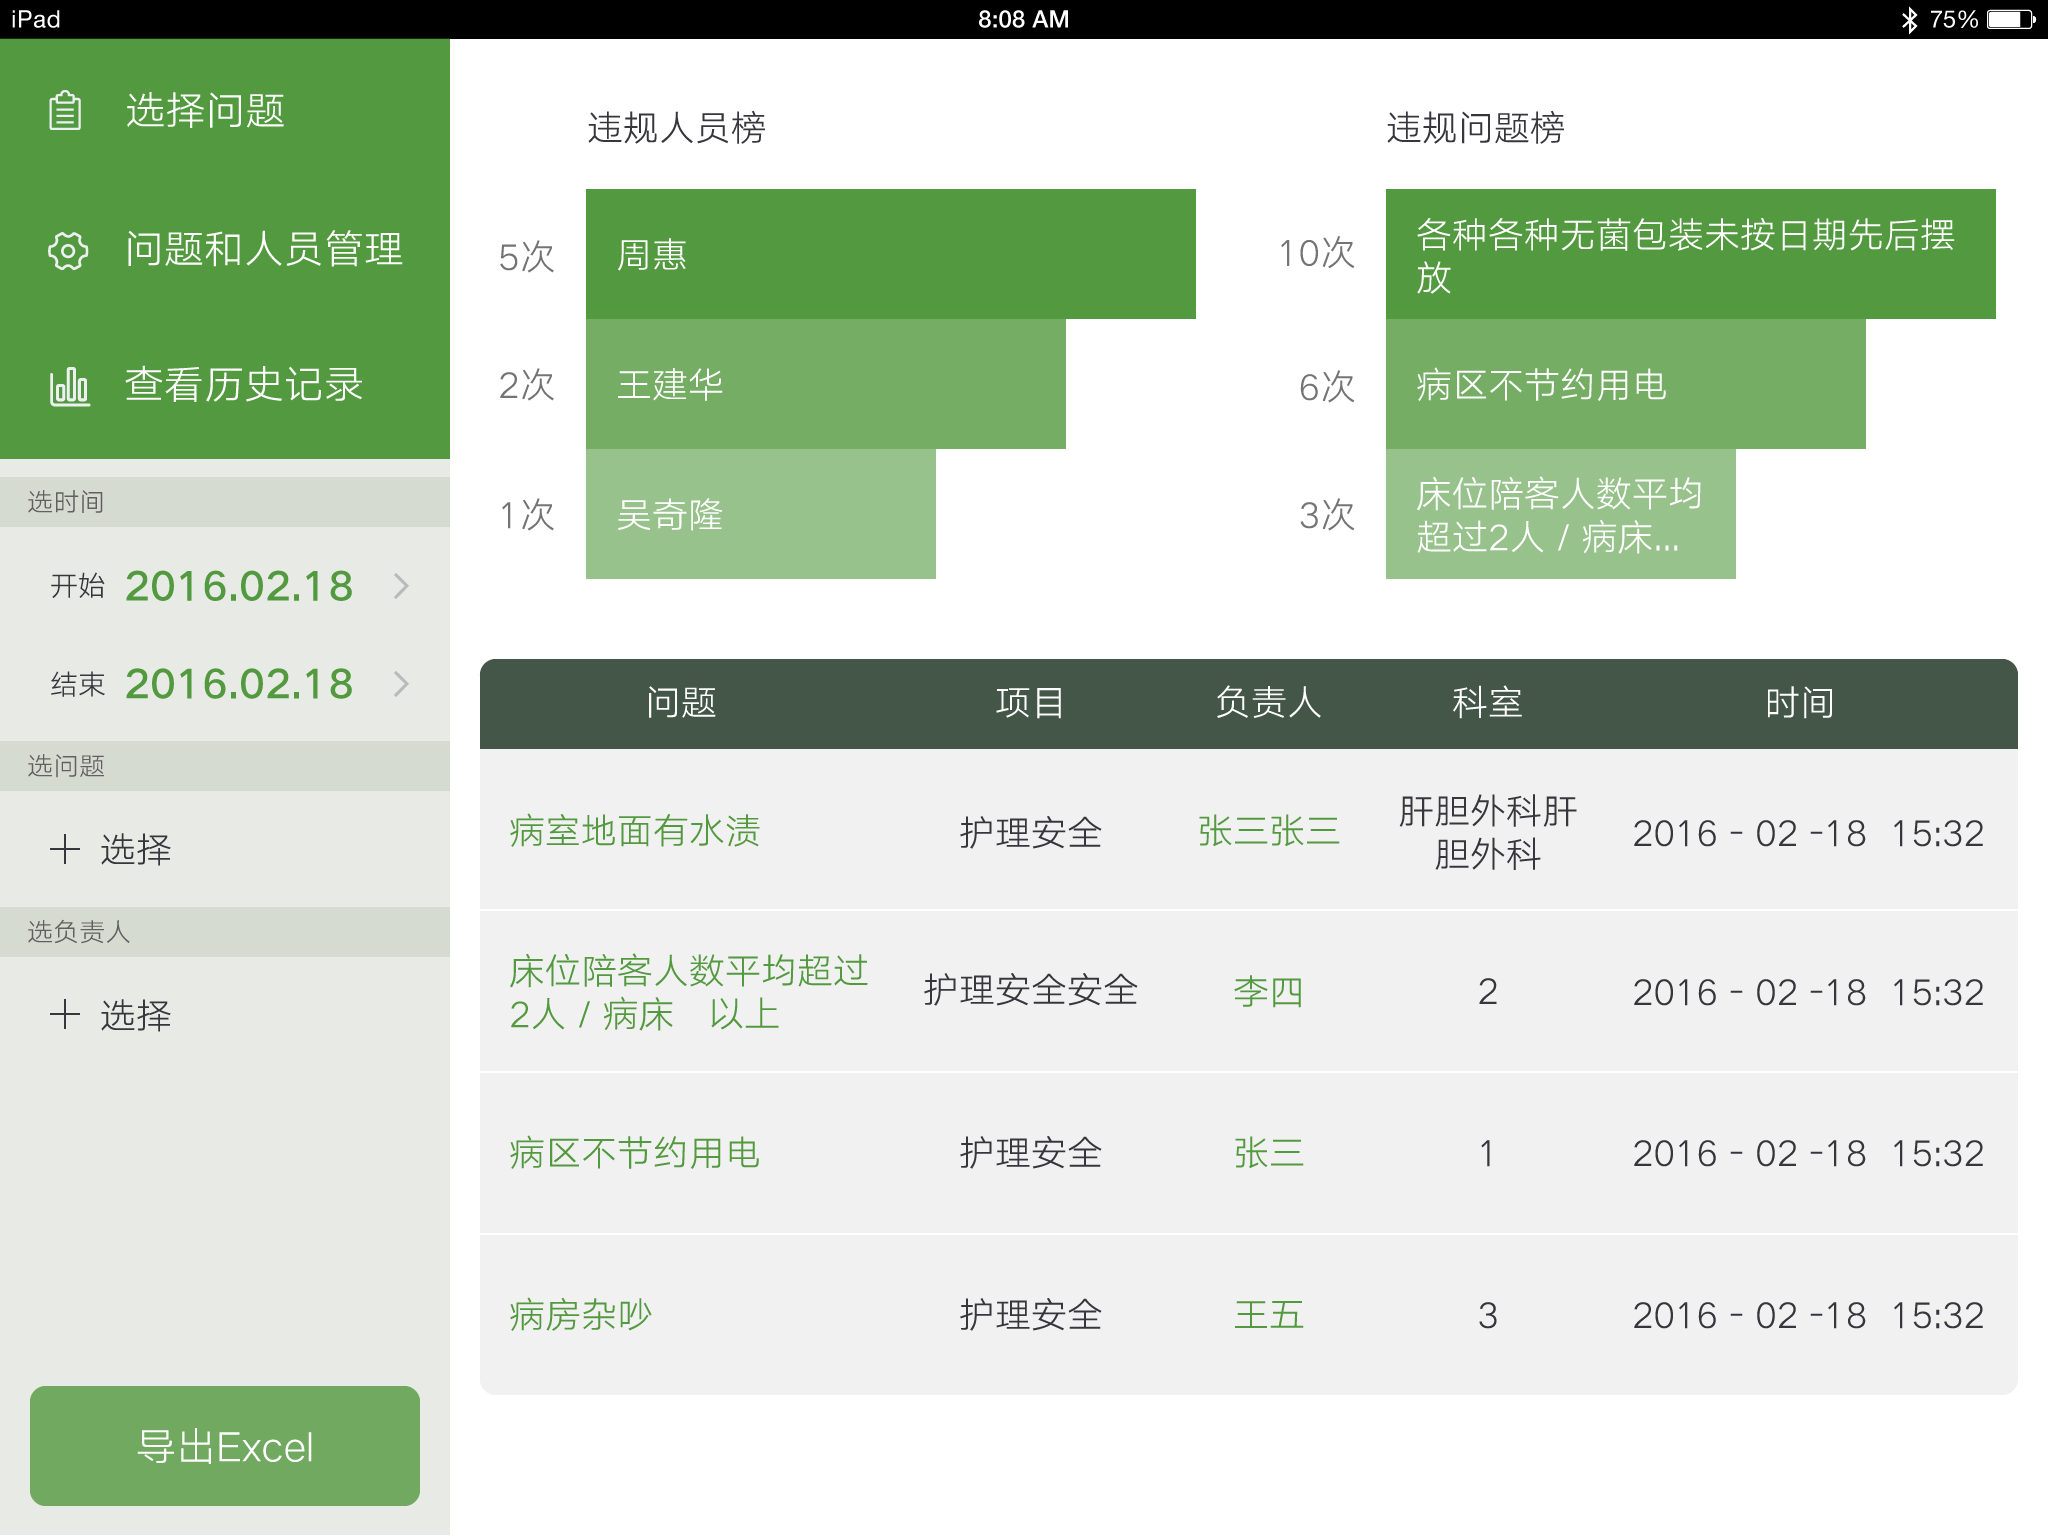 iPad
8:08 AM
75%
选择问题
问题和人员管理
查看历史记录
选时间
开始 2016.02.18
结束 2016.02.18
选问题
选择
选负责人
选择
导出Excel
违规人员榜
5次 周惠
2次 王建华
1次 吴奇隆
违规问题榜
10次 各种各种无菌包装未按日期先后摆
放
6次 病区不节约用电
3次 床位陪客人数平均
超过2人 / 病床...
问题 项目 负责人 科室 时间
病室地面有水渍 护理安全 张三张三 肝胆外科肝
胆外科 2016 - 02 -18 15:32
床位陪客人数平均超过
2人 / 病床 以上 护理安全安全 李四 2 2016 - 02 -18 15:32
病区不节约用电 护理安全 张三 1 2016 - 02 -18 15:32
病房杂吵 护理安全 王五 3 2016 - 02 -18 15:32